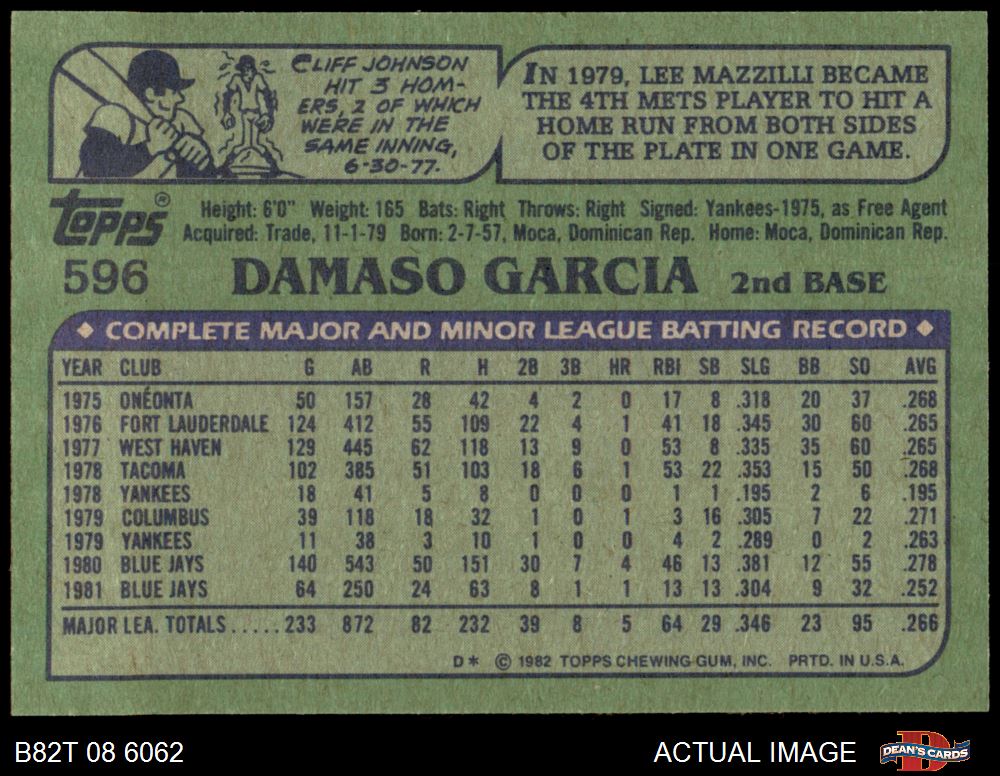 CLIFF JOHNSON
HIT 3 HOM-
ERS, 2 OF WHICH
WERE IN THE
SAME INNING,
6-30-77.
IN 1979, LEE MAZZILLI BECAME
THE 4TH METS PLAYER TO HIT A
HOME RUN FROM BOTH SIDES
OF THE PLATE IN ONE GAME.
Topps®
Height: 6'0" Weight: 165 Bats: Right Throws: Right Signed: Yankees-1975, as Free Agent
Acquired: Trade, 11-1-79 Born: 2-7-57, Moca, Dominican Rep. Home: Moca, Dominican Rep.
596 DAMASO GARCIA 2nd BASE
◆ COMPLETE MAJOR AND MINOR LEAGUE BATTING RECORD ◆
YEAR CLUB G AB R H 2B 3B HR RBI SB SLG BB SO AVG
1975 ONÉONTA 50 157 28 42 4 2 0 17 8 .318 20 37 .268
1976 FORT LAUDERDALE 124 412 55 109 22 4 1 41 18 .345 30 60 .265
1977 WEST HAVEN 129 445 62 118 13 9 0 53 8 .335 35 60 .265
1978 TACOMA 102 385 51 103 18 6 1 53 22 .353 15 50 .268
1978 YANKEES 18 41 5 8 0 0 0 1 1 .195 2 6 .195
1979 COLUMBUS 39 118 18 32 1 0 1 3 16 .305 7 22 .271
1979 YANKEES 11 38 3 10 1 0 0 4 2 .289 0 2 .263
1980 BLUE JAYS 140 543 50 151 30 7 4 46 13 .381 12 55 .278
1981 BLUE JAYS 64 250 24 63 8 1 1 13 13 .304 9 32 .252
MAJOR LEA. TOTALS.....233 872 82 232 39 8 5 64 29 .346 23 95 .266
D* © 1982 TOPPS CHEWING GUM, INC. PRTD. IN U.S.A.
B82T 08 6062 ACTUAL IMAGE DEAN'S CARDS